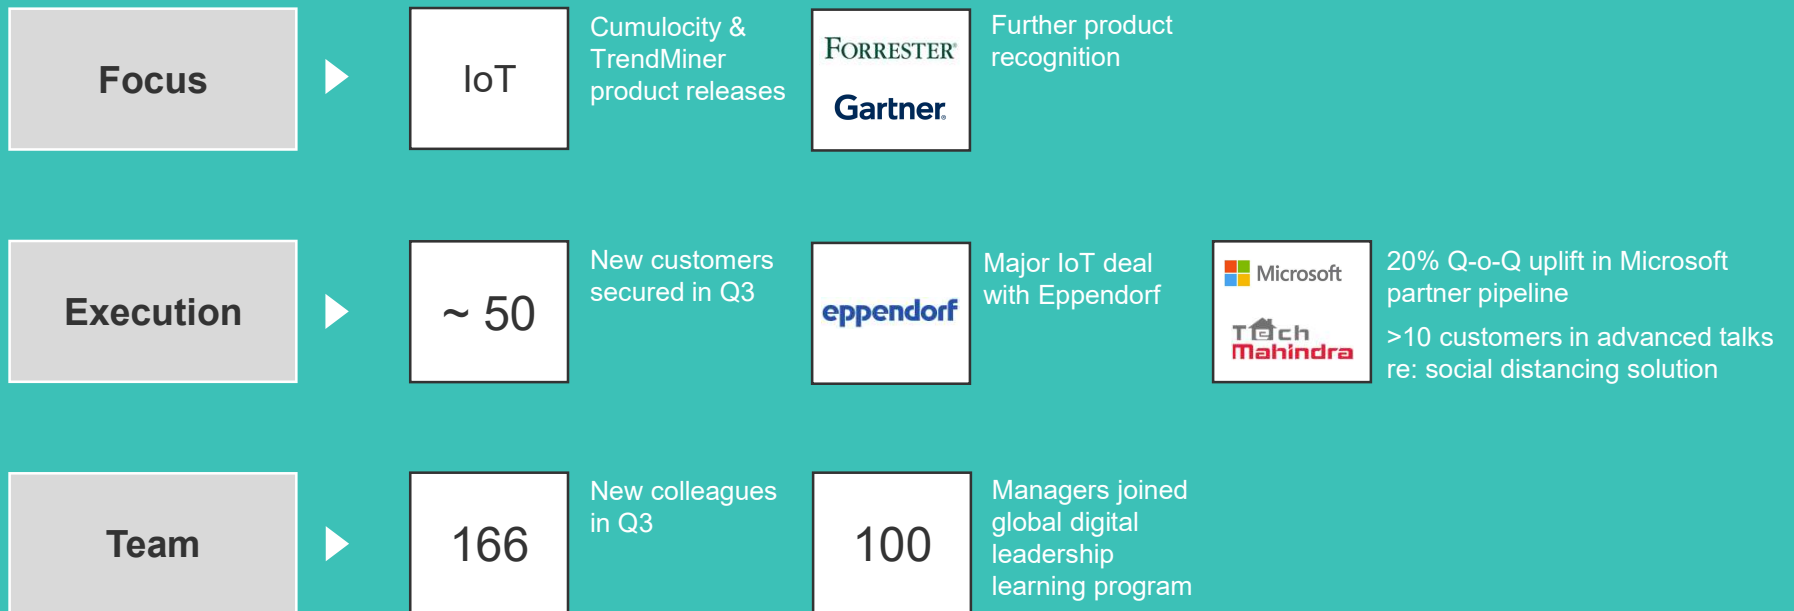 Focus
IoT
Cumulocity &
TrendMiner
product releases
FORRESTER®
Gartner®
Further product
recognition
Execution
~ 50
New customers
secured in Q3
eppendorf
Major IoT deal
with Eppendorf
Microsoft
Tech
Mahindra
20% Q-o-Q uplift in Microsoft
partner pipeline
>10 customers in advanced talks
re: social distancing solution
Team
166
New colleagues
in Q3
100
Managers joined
global digital
leadership
learning program